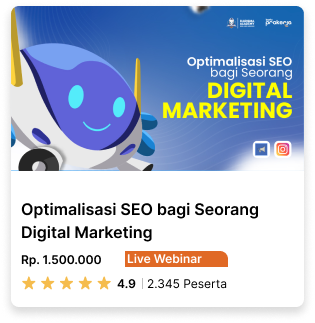 prakerja
Optimalisasi SEO
bagi Seorang
DIGITAL
MARKETING
Optimalisasi SEO bagi Seorang
Digital Marketing
Rp. 1.500.000
Live Webinar
4.9
2.345 Peserta